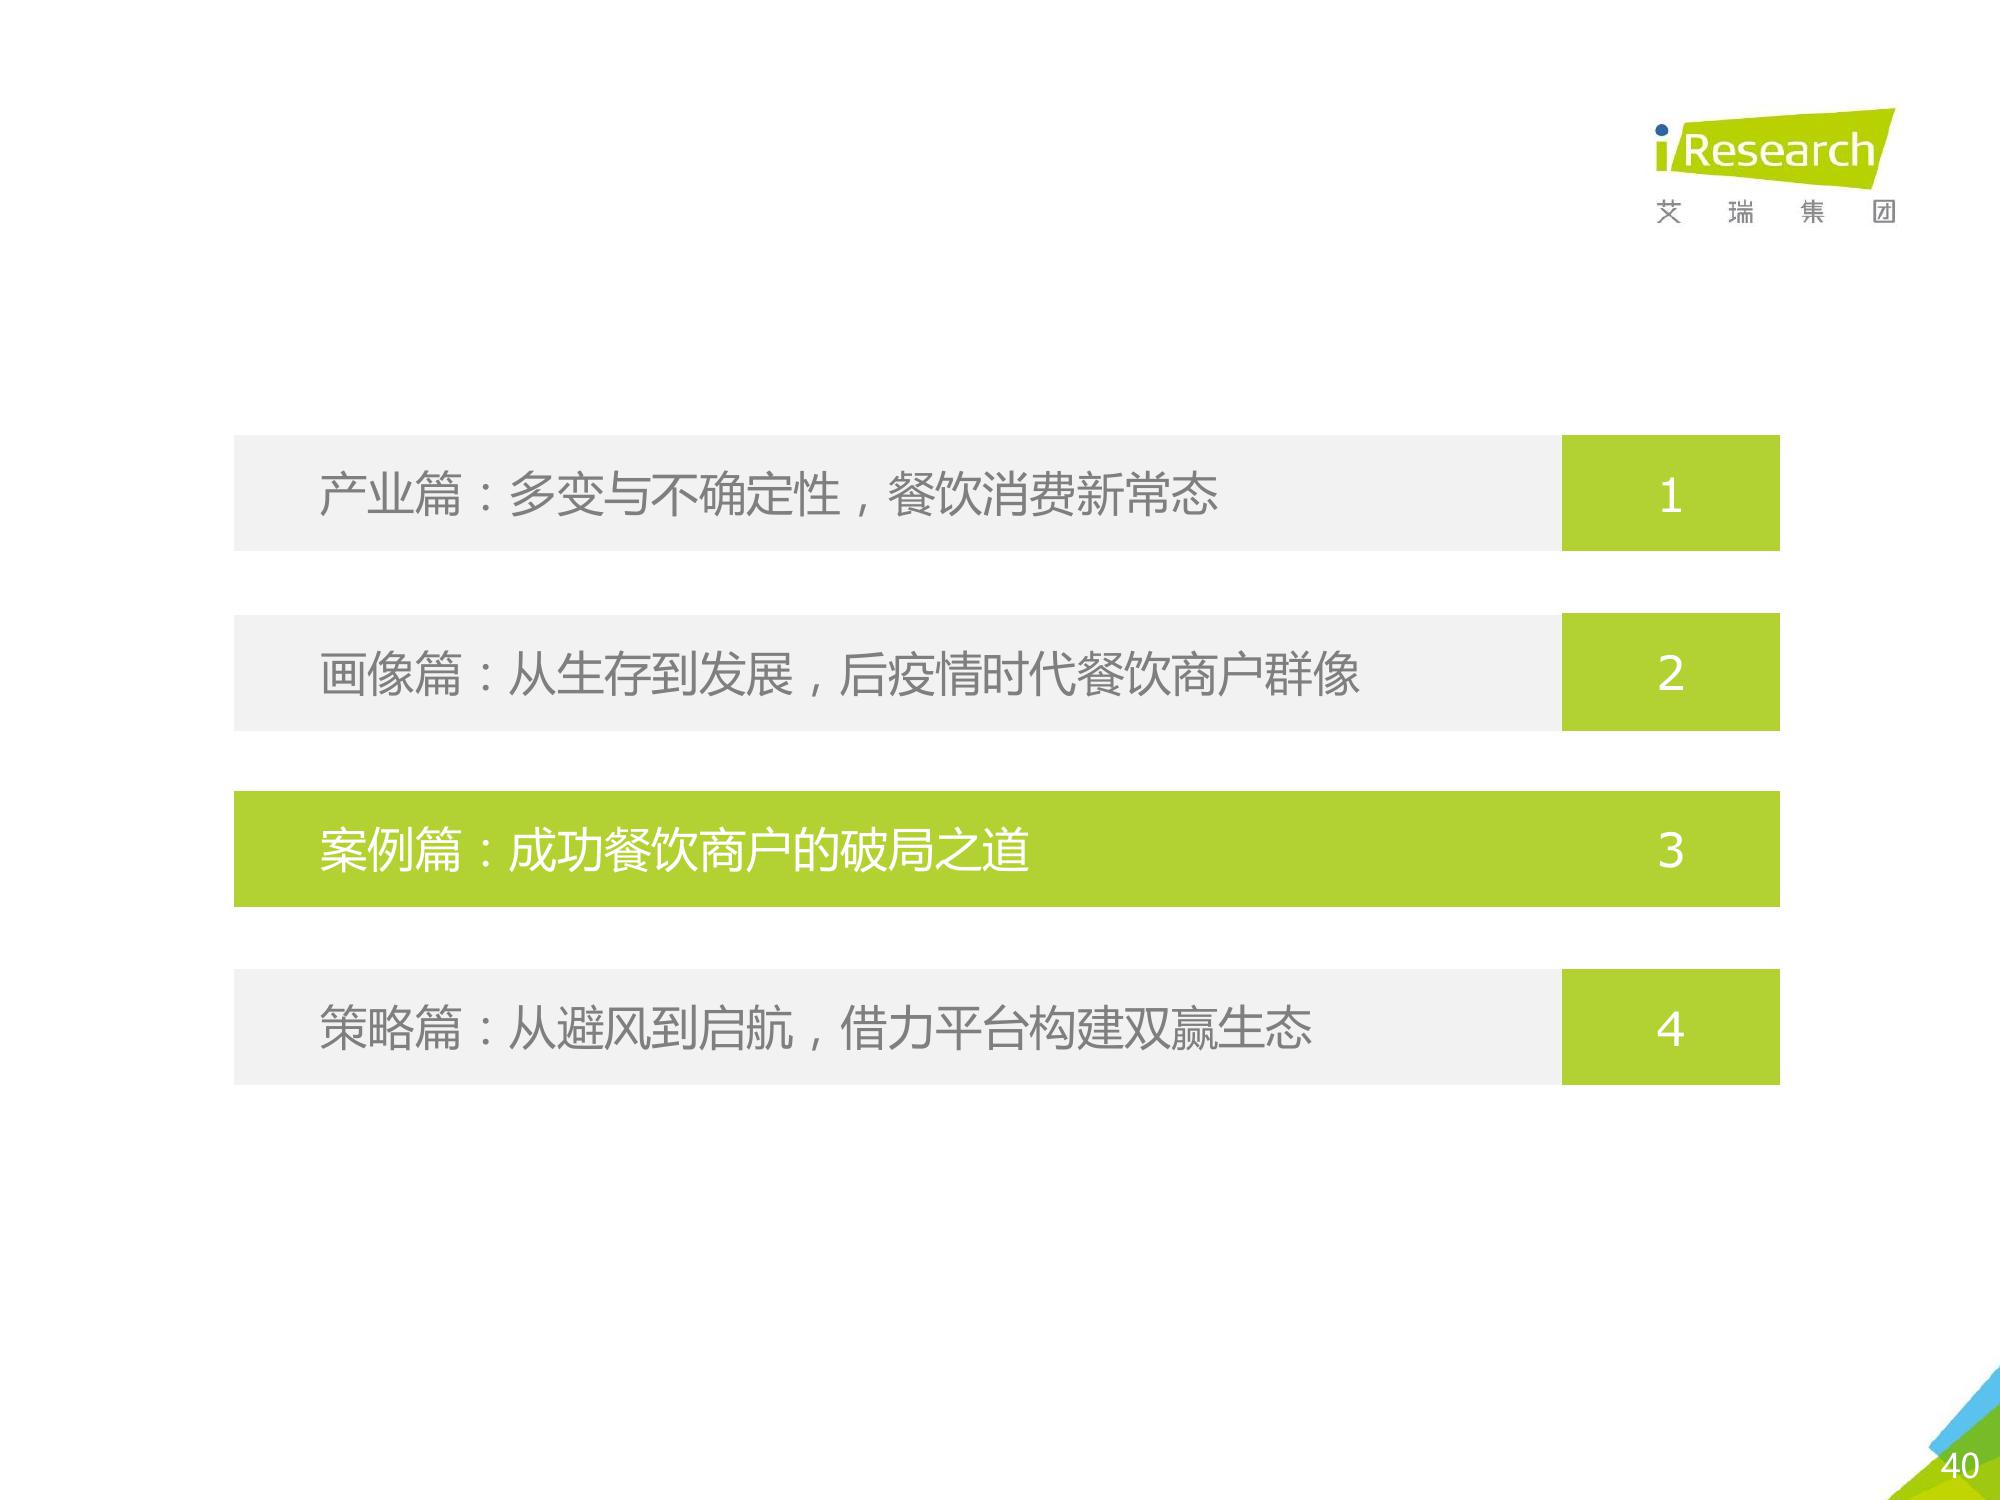 iResearch
艾瑞集团
产业篇：多变与不确定性，餐饮消费新常态 1
画像篇：从生存到发展，后疫情时代餐饮商户群像 2
案例篇：成功餐饮商户的破局之道 3
策略篇：从避风到启航，借力平台构建双赢生态 4
40